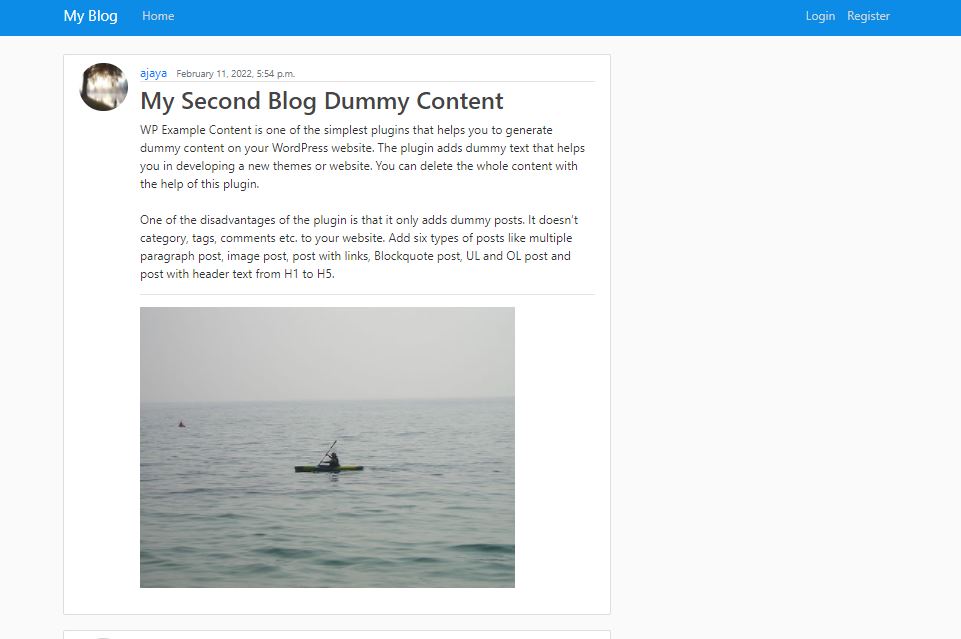 My Blog Home Login Register
ajaya February 11, 2022, 5:54 p.m.
My Second Blog Dummy Content
WP Example Content is one of the simplest plugins that helps you to generate
dummy content on your WordPress website. The plugin adds dummy text that helps
you in developing a new themes or website. You can delete the whole content with
the help of this plugin.
One of the disadvantages of the plugin is that it only adds dummy posts. It doesn't
category, tags, comments etc. to your website. Add six types of posts like multiple
paragraph post, image post, post with links, Blockquote post, UL and OL post and
post with header text from H1 to H5.